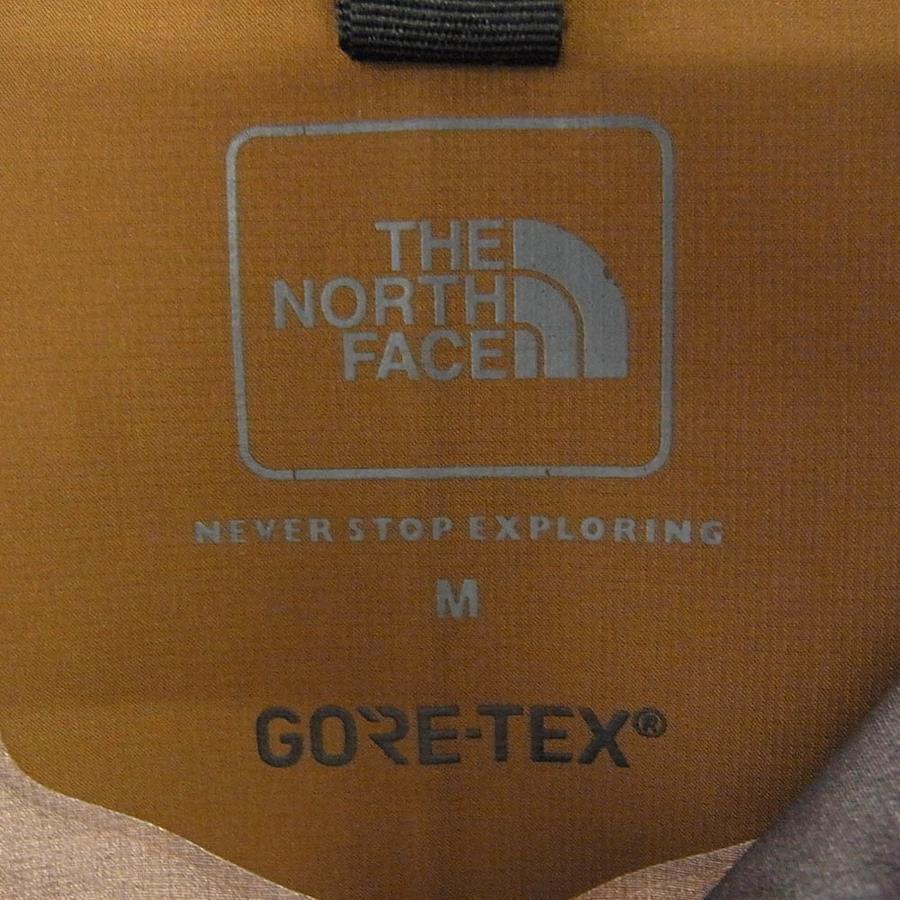 THE
NORTH
FACE
NEVER STOP EXPLORING
M
GORE-TEX®